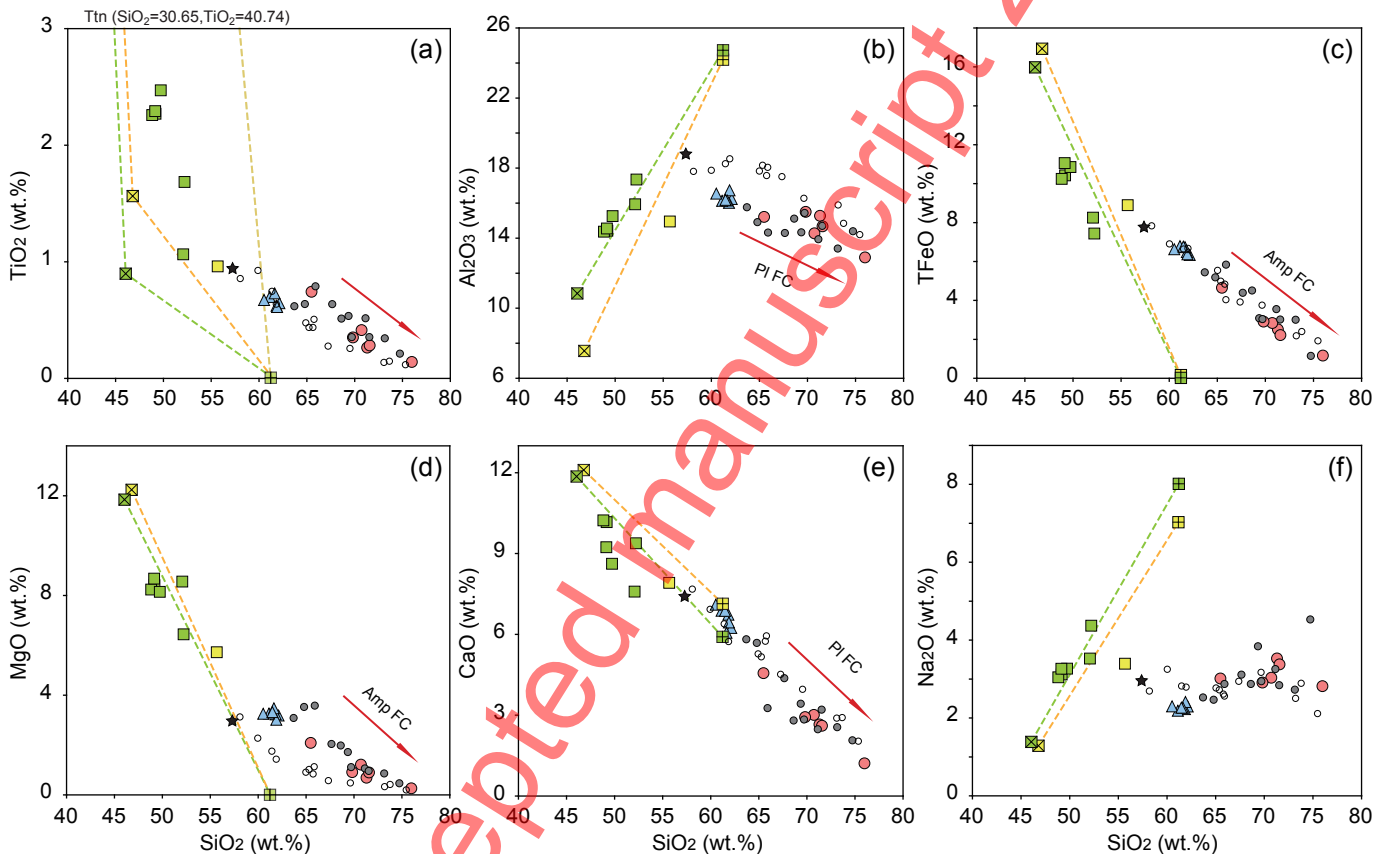 Ttn (SiO2=30.65,TiO2=40.74)
(a)
3
2
1
0
TiO2 (wt.%)
40 45 50 55 60 65 70 75 80
(b)
26
22
18
14
10
6
Al2O3 (wt.%)
Pl FC
40 45 50 55 60 65 70 75 80
(c)
16
12
8
4
0
TFeO (wt.%)
Amp FC
40 45 50 55 60 65 70 75 80
(d)
12
8
4
0
MgO (wt.%)
Amp FC
40 45 50 55 60 65 70 75 80
SiO2 (wt.%)
(e)
12
9
6
3
0
CaO (wt.%)
Pl FC
40 45 50 55 60 65 70 75 80
SiO2 (wt.%)
(f)
8
6
4
2
0
Na2O (wt.%)
40 45 50 55 60 65 70 75 80
SiO2 (wt.%)
epted manuscript